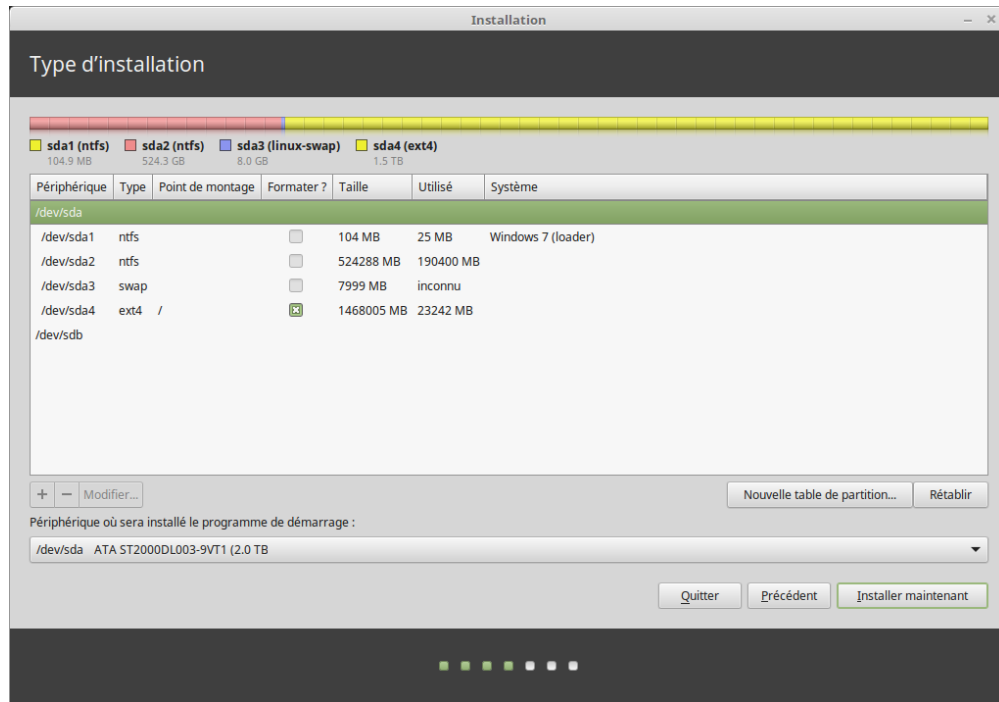 Installation
Type d'installation
sda1 (ntfs) sda2 (ntfs) sda3 (linux-swap) sda4 (ext4)
104.9 MB 524.3 GB 8.0 GB 1.5 TB
Périphérique Type Point de montage Formater ? Taille Utilisé Système
/dev/sda
/dev/sda1 ntfs 104 MB 25 MB Windows 7 (loader)
/dev/sda2 ntfs 524288 MB 190400 MB
/dev/sda3 swap 7999 MB inconnu
/dev/sda4 ext4 / 1468005 MB 23242 MB
/dev/sdb
+ − Modifier... Nouvelle table de partition... Rétablir
Périphérique où sera installé le programme de démarrage :
/dev/sda ATA ST2000DL003-9VT1 (2.0 TB
Quitter Précédent Installer maintenant